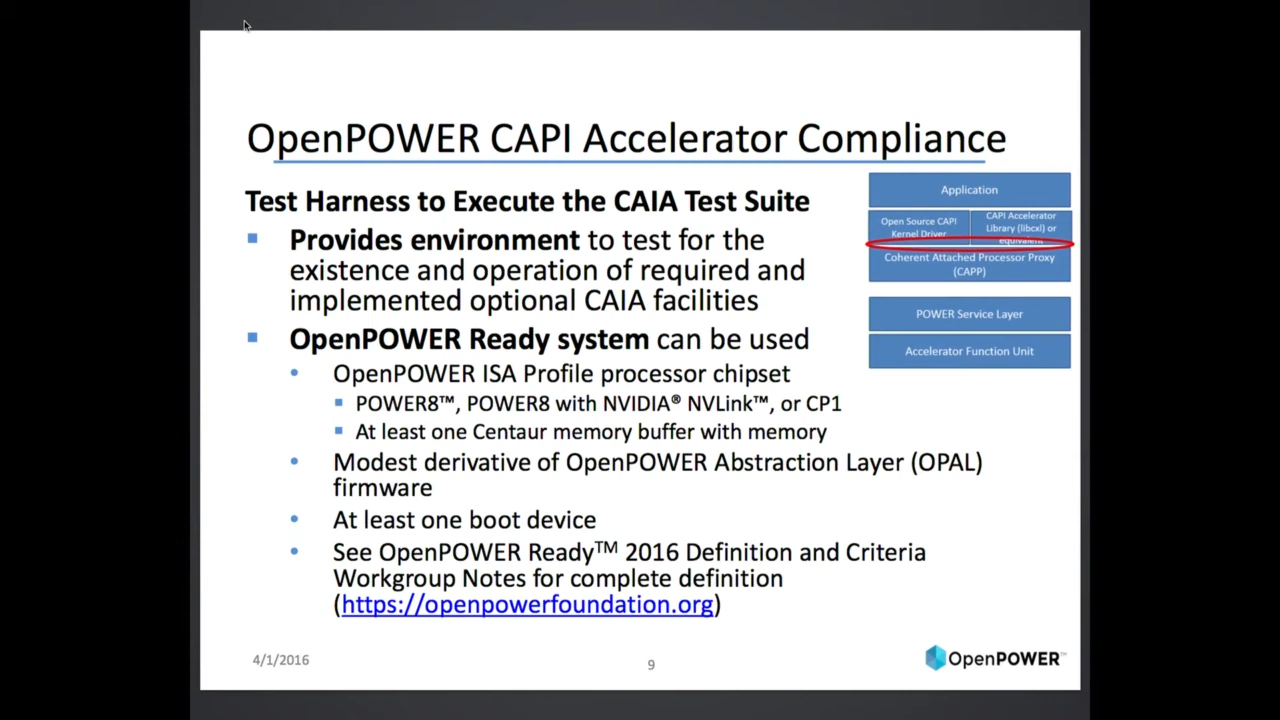 OpenPOWER CAPI Accelerator Compliance
Test Harness to Execute the CAIA Test Suite
Provides environment to test for the
existence and operation of required and
implemented optional CAIA facilities
OpenPOWER Ready system can be used
OpenPOWER ISA Profile processor chipset
POWER8™, POWER8 with NVIDIA® NVLink™, or CP1
At least one Centaur memory buffer with memory
Modest derivative of OpenPOWER Abstraction Layer (OPAL)
firmware
At least one boot device
See OpenPOWER Ready™ 2016 Definition and Criteria
Workgroup Notes for complete definition
(https://openpowerfoundation.org)
Application
Open Source CAPI
Kernel Driver
CAPI Accelerator
Library (libcxl) or
equivalent
Coherent Attached Processor Proxy
(CAPP)
POWER Service Layer
Accelerator Function Unit
4/1/2016
9
OpenPOWER™